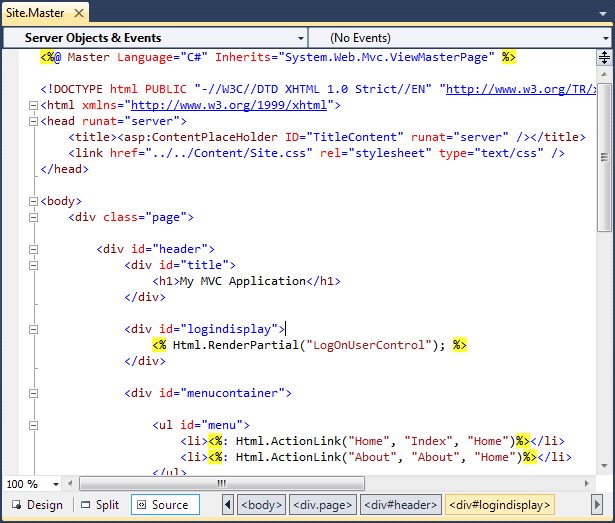 Site.Master
Server Objects & Events (No Events)
<%@ Master Language="C#" Inherits="System.Web.Mvc.ViewMasterPage" %>
<!DOCTYPE html PUBLIC "-//W3C//DTD XHTML 1.0 Strict//EN" "http://www.w3.org/TR/x
<html xmlns="http://www.w3.org/1999/xhtml">
<head runat="server">
    <title><asp:ContentPlaceHolder ID="TitleContent" runat="server" /></title>
    <link href="../../Content/Site.css" rel="stylesheet" type="text/css" />
</head>
<body>
    <div class="page">
        <div id="header">
            <div id="title">
                <h1>My MVC Application</h1>
            </div>
            <div id="logindisplay">
                <% Html.RenderPartial("LogOnUserControl"); %>
            </div>
            <div id="menucontainer">
                <ul id="menu">
                    <li><%: Html.ActionLink("Home", "Index", "Home")%></li>
                    <li><%: Html.ActionLink("About", "About", "Home")%></li>
                </ul>
100 %
Design Split Source <body> <div.page> <div#header> <div#logindisplay>